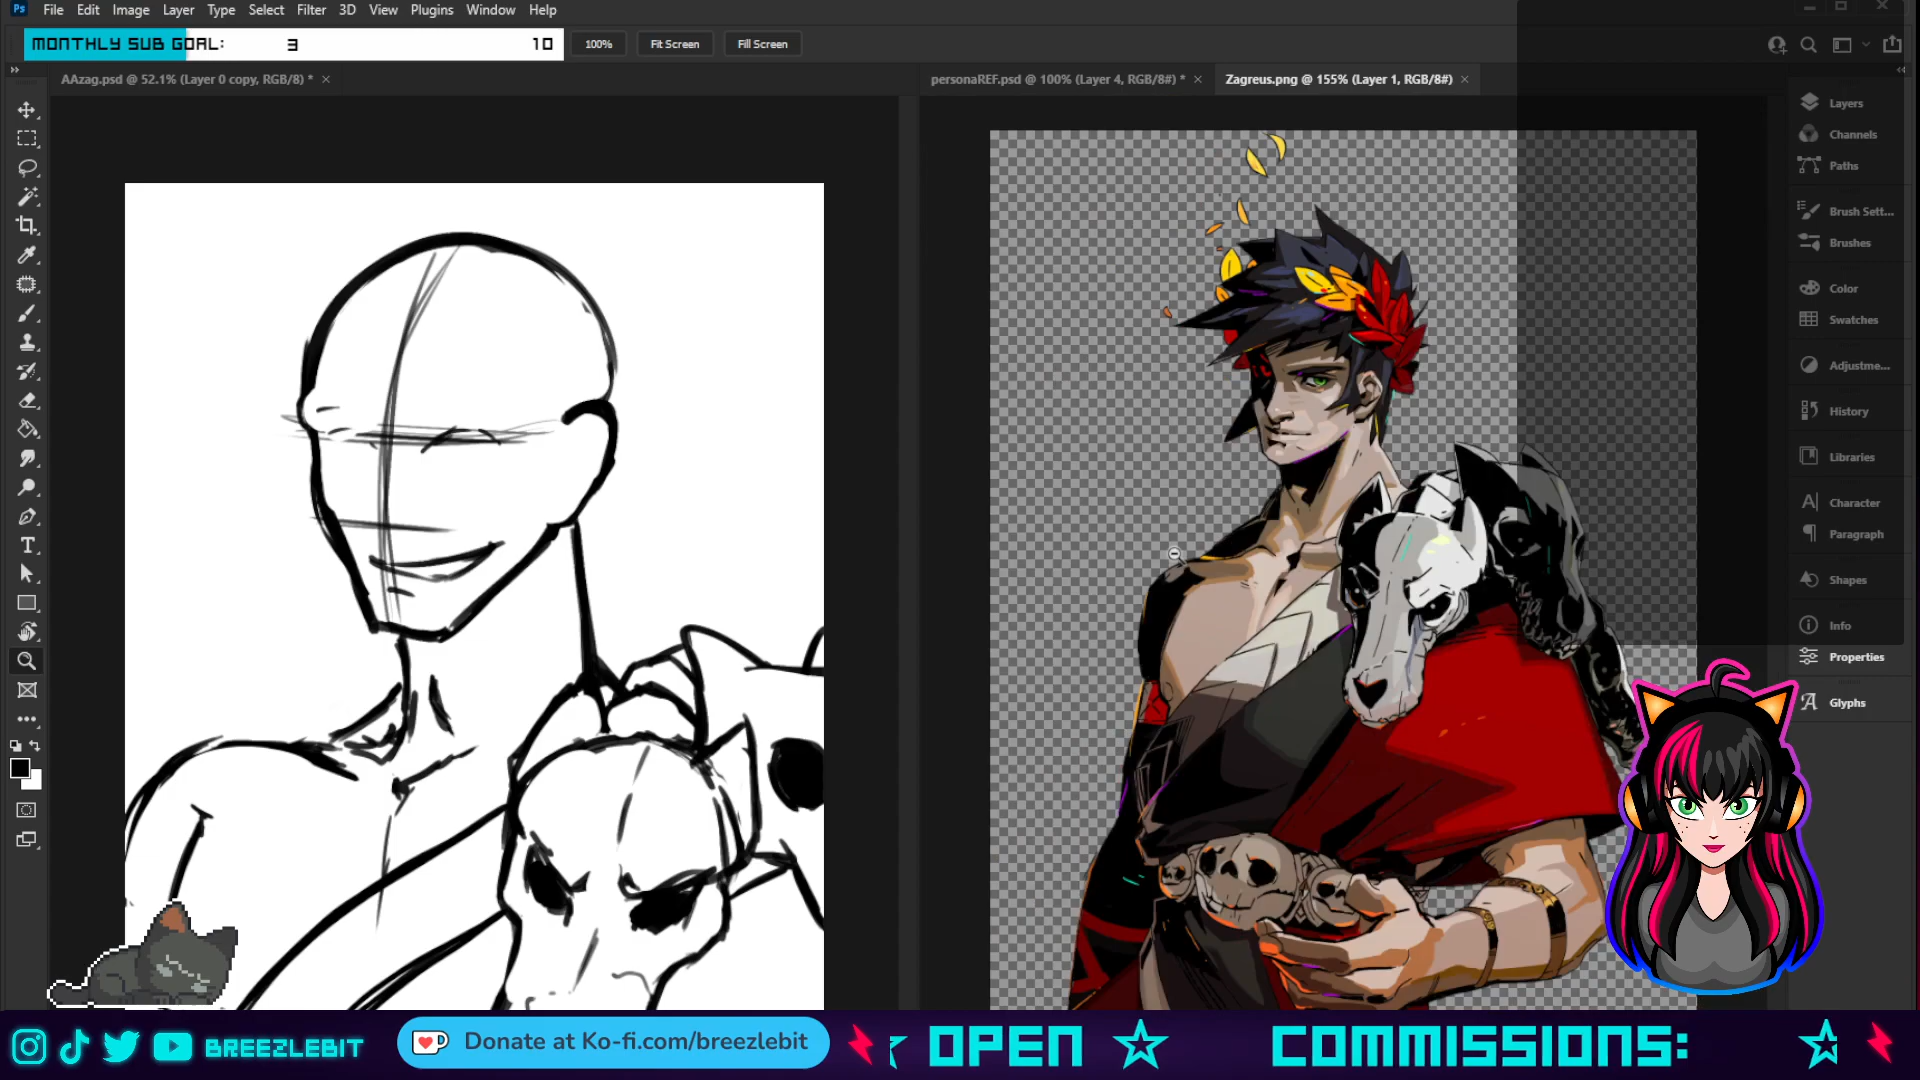 Ps File Edit Image Layer Type Select Filter 3D View Plugins Window Help
MONTHLY SUB GOAL: 3 10
100% Fit Screen Fill Screen
AAzag.psd @ 52.1% (Layer 0 copy, RGB/8) * ×
personaREF.psd @ 100% (Layer 4, RGB/8#) * ×
Zagreus.png @ 155% (Layer 1, RGB/8#) ×
Layers
Channels
Paths
Brush Sett...
Brushes
Color
Swatches
Adjustme...
History
Libraries
Character
Paragraph
Shapes
Info
Properties
Glyphs
BREEZLEBIT
Donate at Ko-fi.com/breezlebit
OPEN COMMISSIONS: